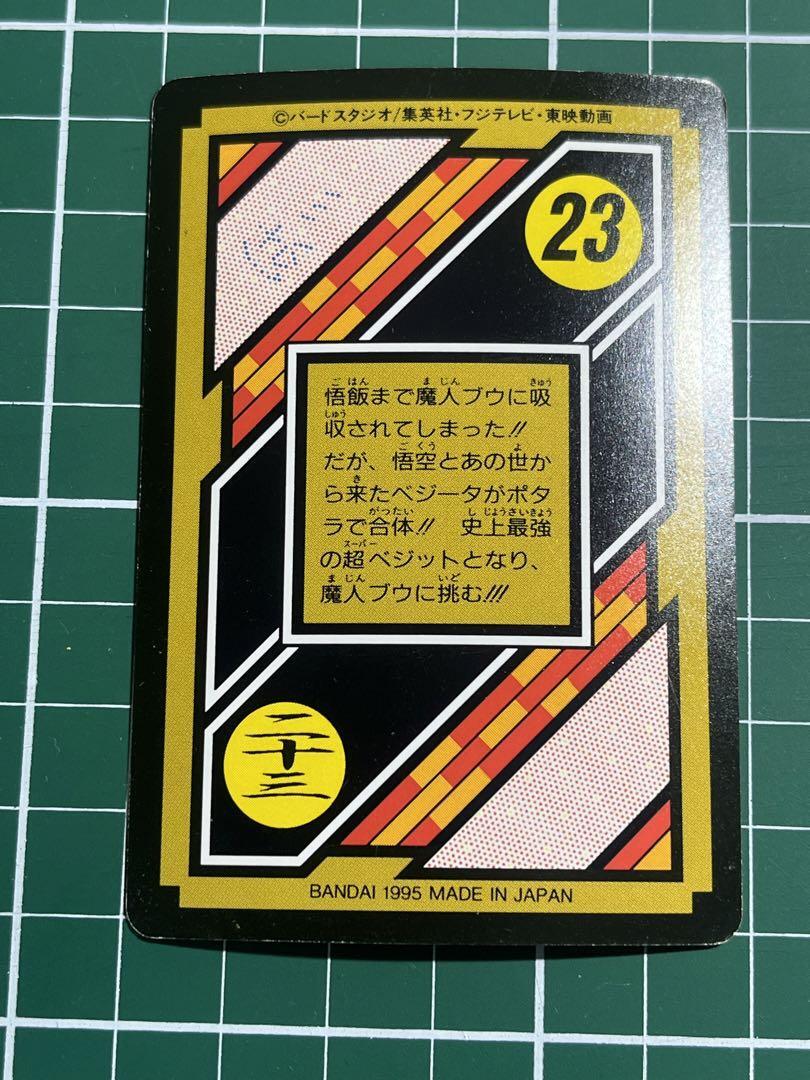 ©バードスタジオ/集英社・フジテレビ・東映動画
23
悟飯まで魔人ブウに吸
収されてしまった!!
だが、悟空とあの世か
ら来たベジータがポタ
ラで合体!! 史上最強
の超ベジットとなり、
魔人ブウに挑む!!!
二十三
BANDAI 1995 MADE IN JAPAN